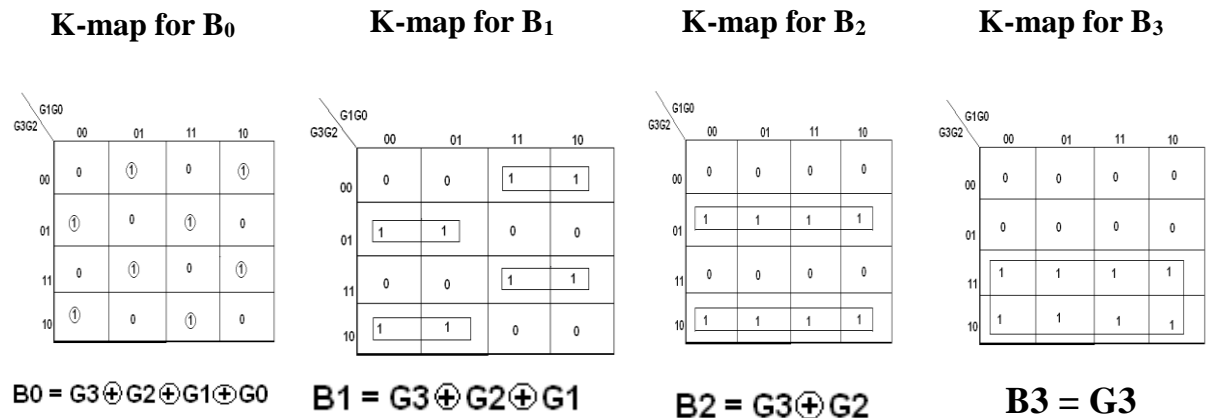 K-map for B₀
G1G0
G3G2 00 01 11 10
00 0 1 0 1
01 1 0 1 0
11 0 1 0 1
10 1 0 1 0
B0 = G3⊕G2⊕G1⊕G0
K-map for B₁
G1G0
G3G2 00 01 11 10
00 0 0 1 1
01 1 1 0 0
11 0 0 1 1
10 1 1 0 0
B1 = G3⊕G2⊕G1
K-map for B₂
G1G0
G3G2 00 01 11 10
00 0 0 0 0
01 1 1 1 1
11 0 0 0 0
10 1 1 1 1
B2 = G3⊕G2
K-map for B₃
G1G0
G3G2 00 01 11 10
00 0 0 0 0
01 0 0 0 0
11 1 1 1 1
10 1 1 1 1
B3 = G3